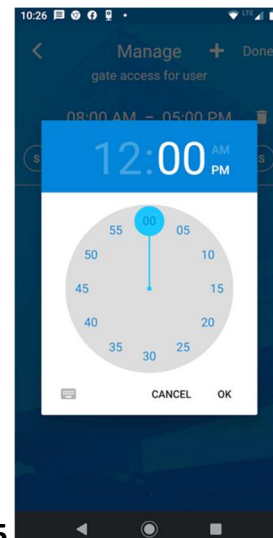 10:26
LTE
Manage + Done
gate access for user
08:00 AM – 05:00 PM
S S
12:00 AM
PM
00
55 05
50 10
45 15
40 20
35 25
30
CANCEL OK
5